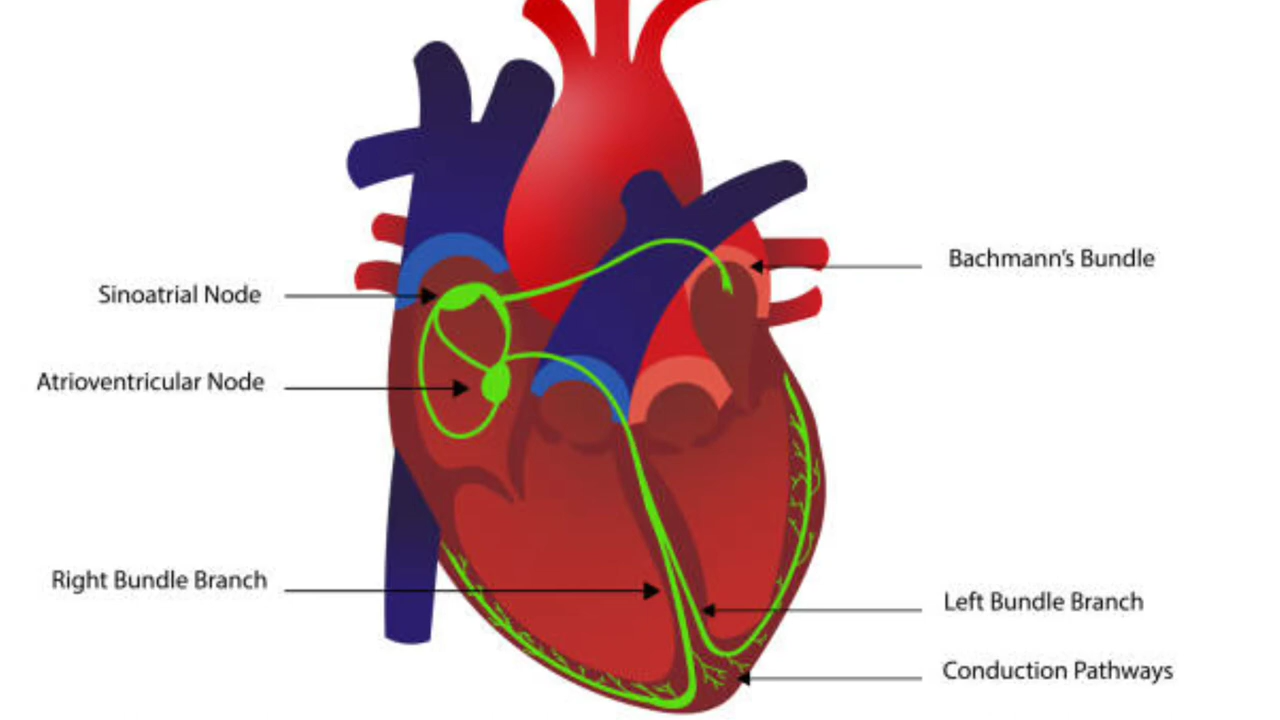 Bachmann's Bundle
Sinoatrial Node
Atrioventricular Node
Right Bundle Branch
Left Bundle Branch
Conduction Pathways